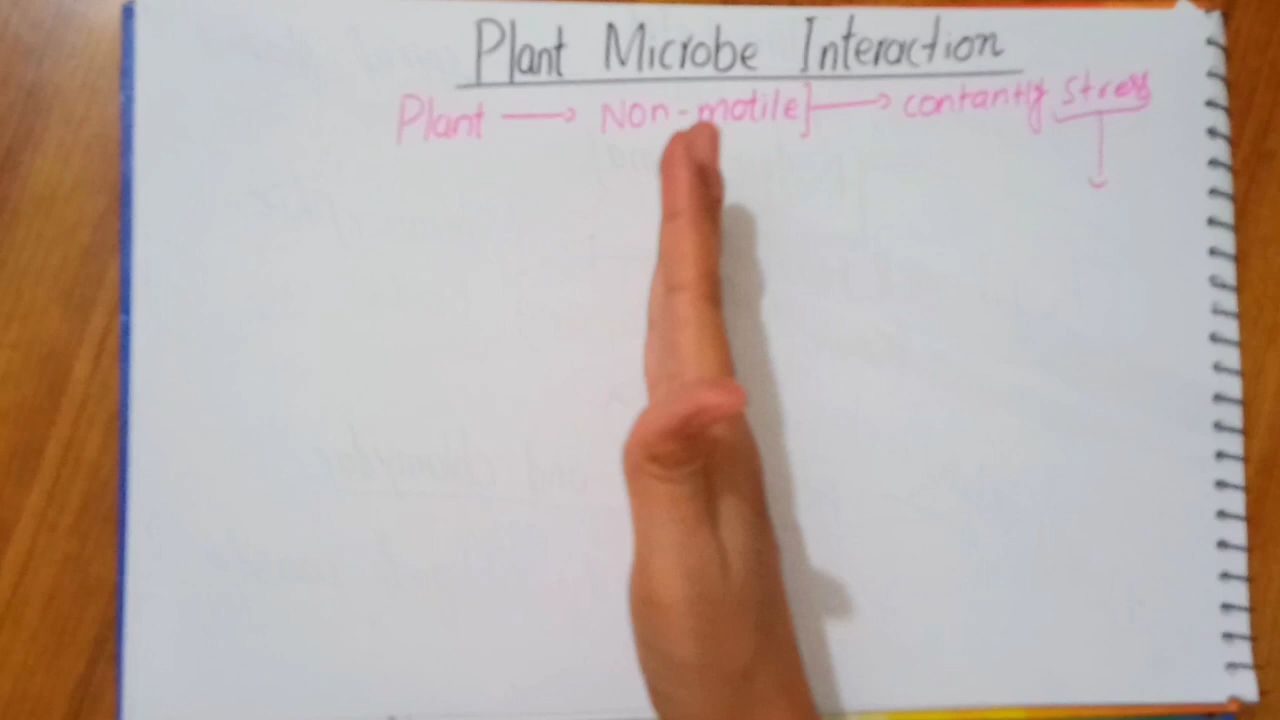 Plant Microbe Interaction
Plant → Non-motile] → contantly stress